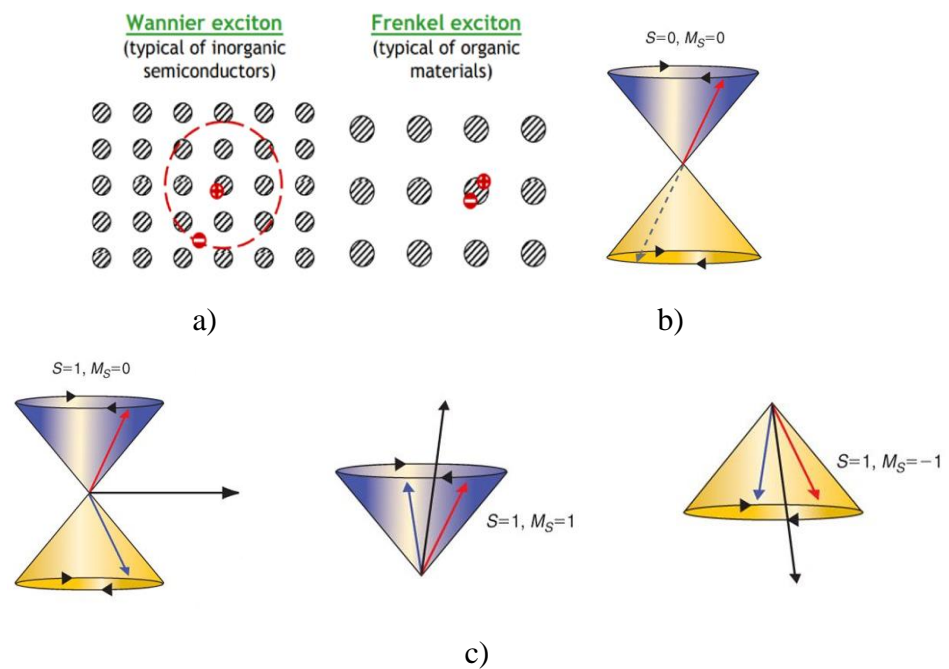 Wannier exciton
(typical of inorganic
semiconductors)
Frenkel exciton
(typical of organic
materials)
S=0, M_S=0
a)
b)
S=1, M_S=0
S=1, M_S=1
S=1, M_S=−1
c)